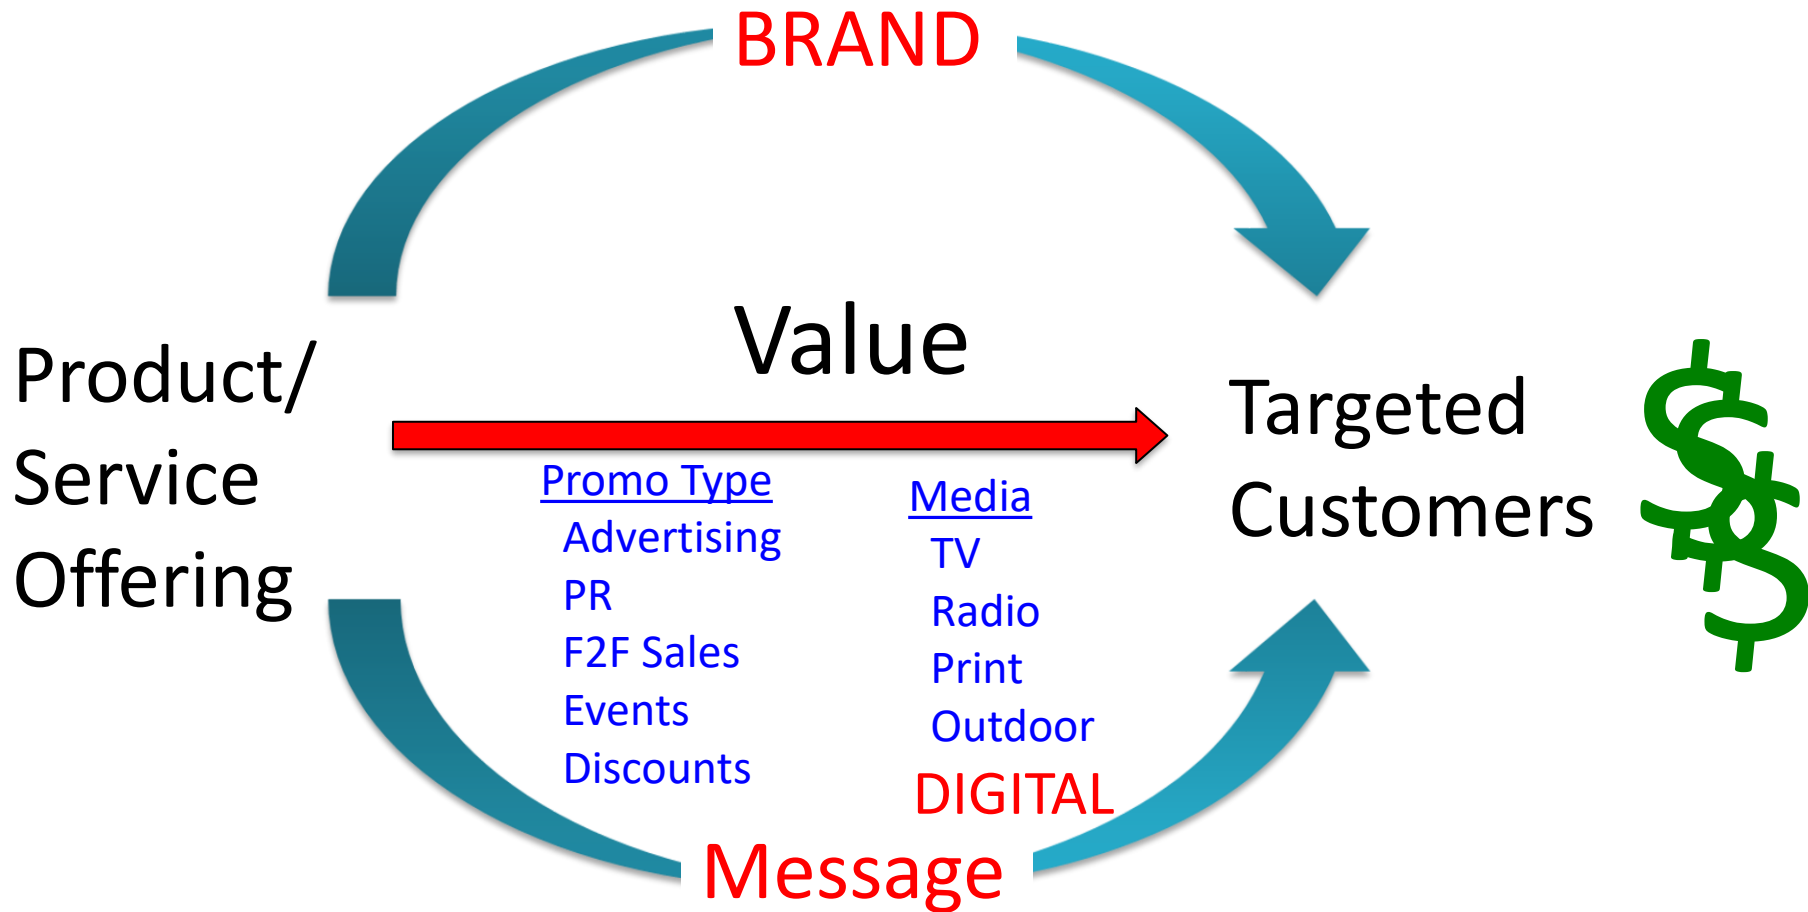 BRAND
Value
Product/
Service
Offering
Targeted
Customers
$
$
$
Promo Type
Advertising
PR
F2F Sales
Events
Discounts
Media
TV
Radio
Print
Outdoor
DIGITAL
Message